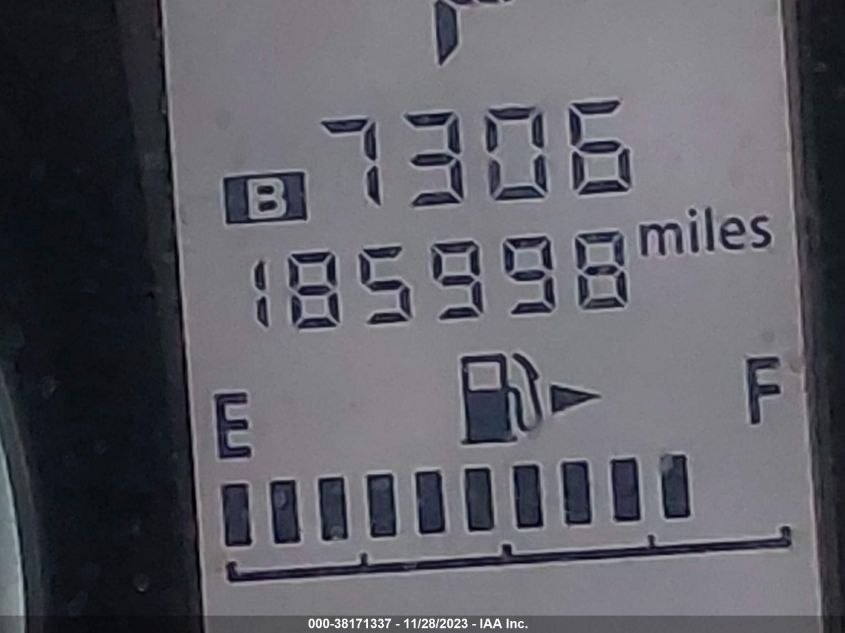 7306
B
miles
185998
E
F
000-38171337 - 11/28/2023 - IAA Inc.